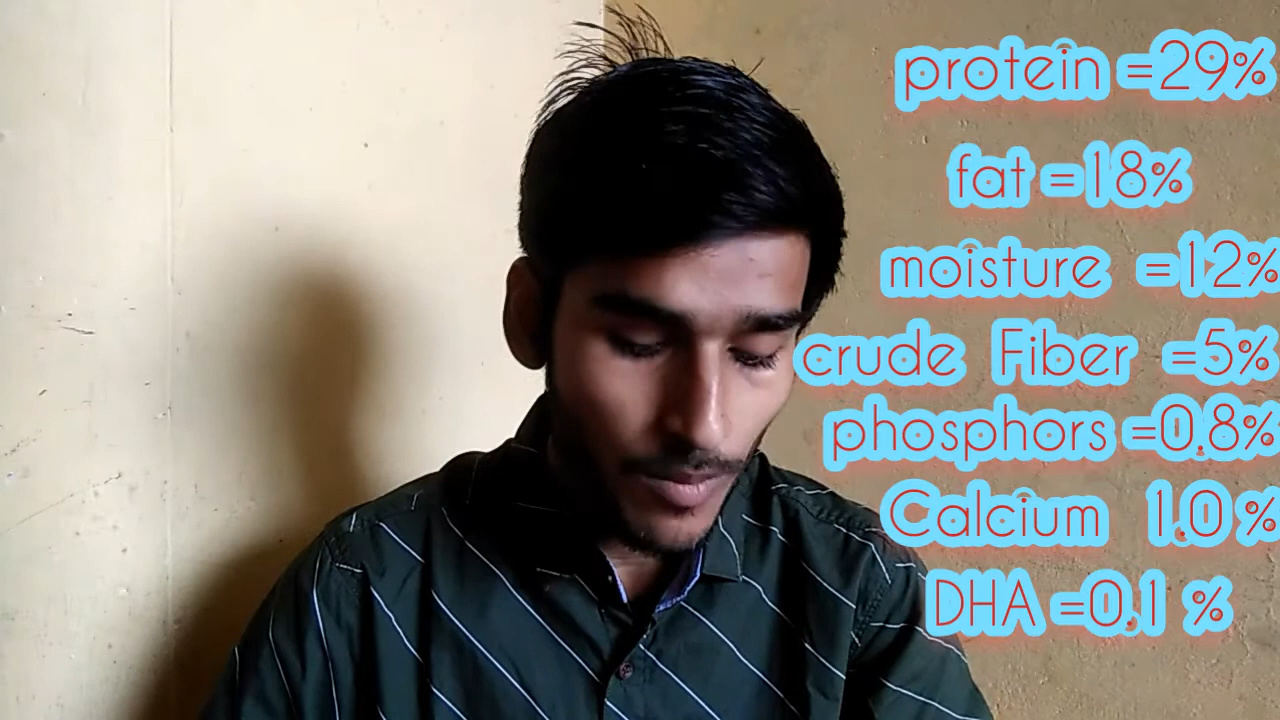 protein =29%
fat =18%
moisture =12%
crude Fiber =5%
phosphors =0.8%
Calcium 1.0 %
DHA =0.1 %